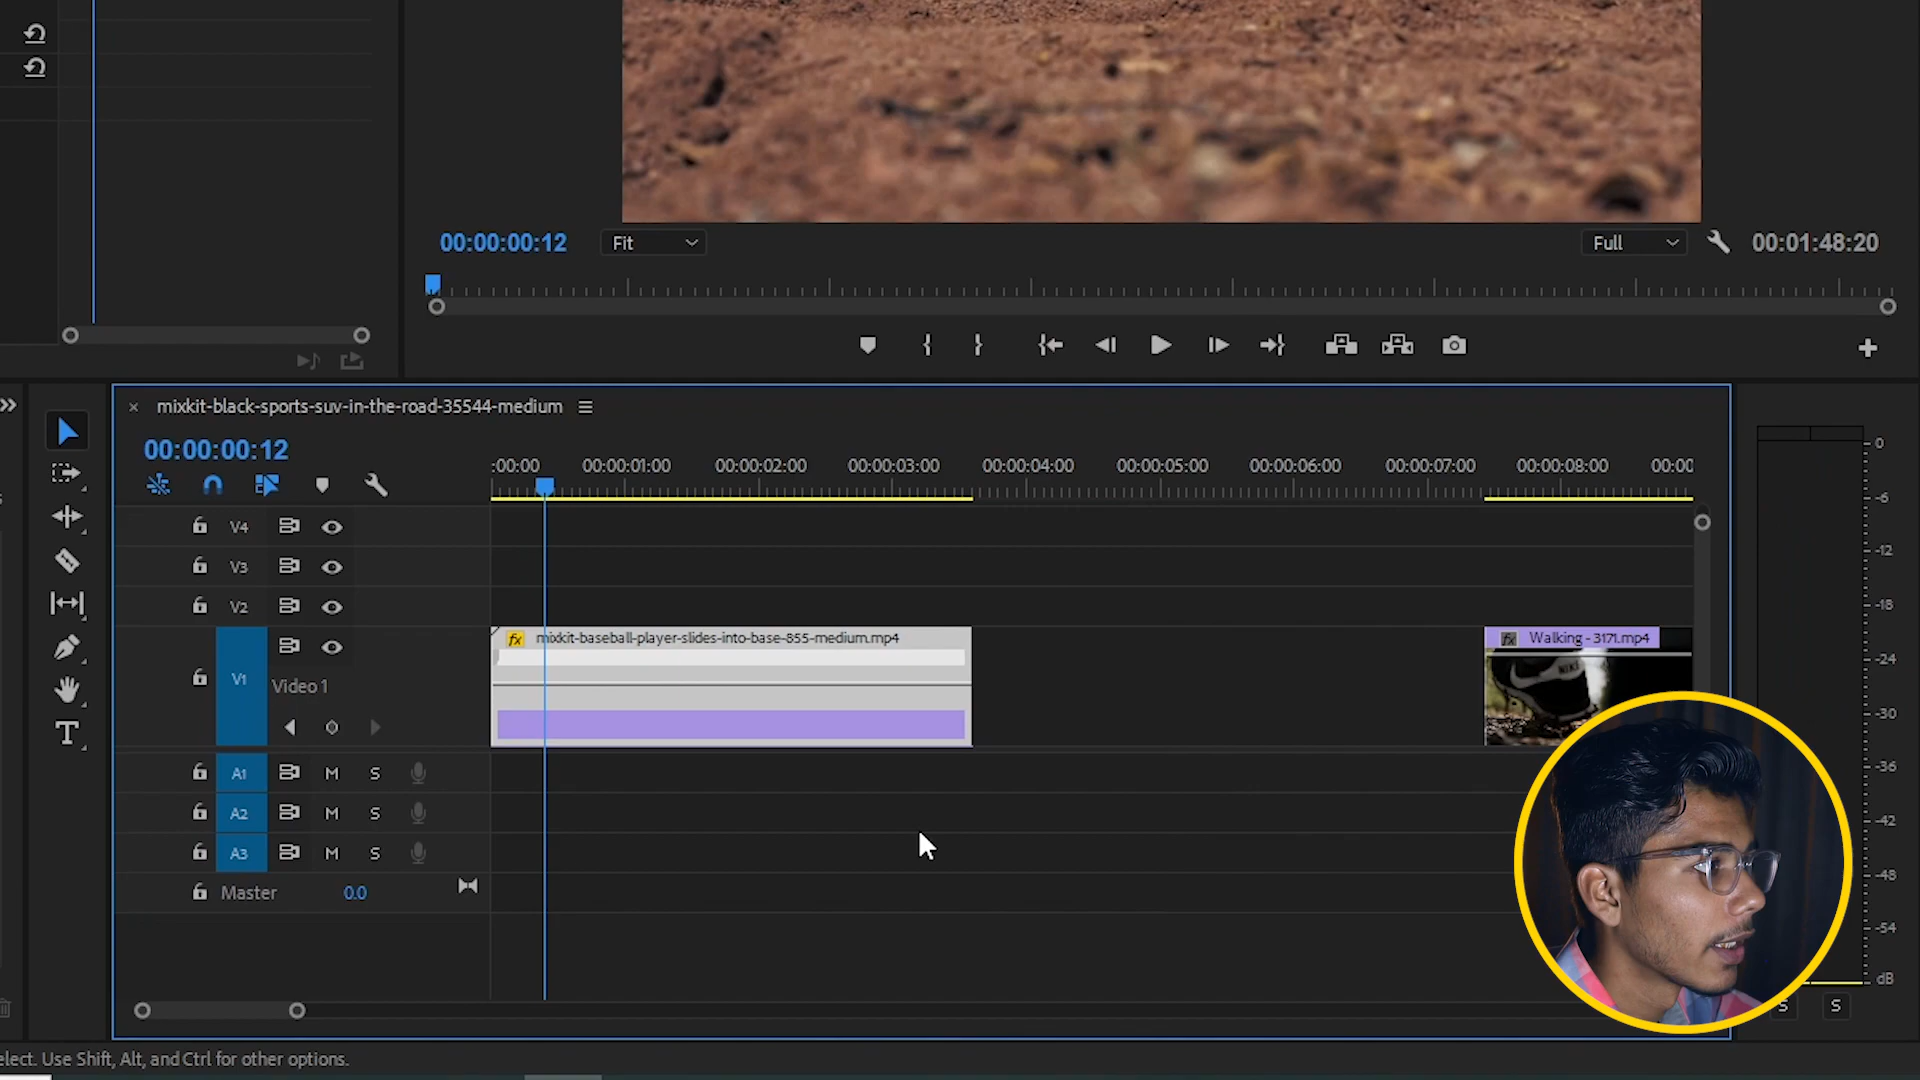 00:00:00:12
Fit
Full
00:01:48:20
mixkit-black-sports-suv-in-the-road-35544-medium
00:00:00:12
:00:00
00:00:01:00
00:00:02:00
00:00:03:00
00:00:04:00
00:00:05:00
00:00:06:00
00:00:07:00
00:00:08:00
00:00
V4
V3
V2
fx mixkit-baseball-player-slides-into-base-855-medium.mp4
fx Walking - 3171.mp4
NIKE
V1
Video 1
A1 M S
A2 M S
A3 M S
Master 0.0
0
-6
-12
-18
-24
-30
-36
-42
-48
-54
dB
S S
elect. Use Shift, Alt, and Ctrl for other options.